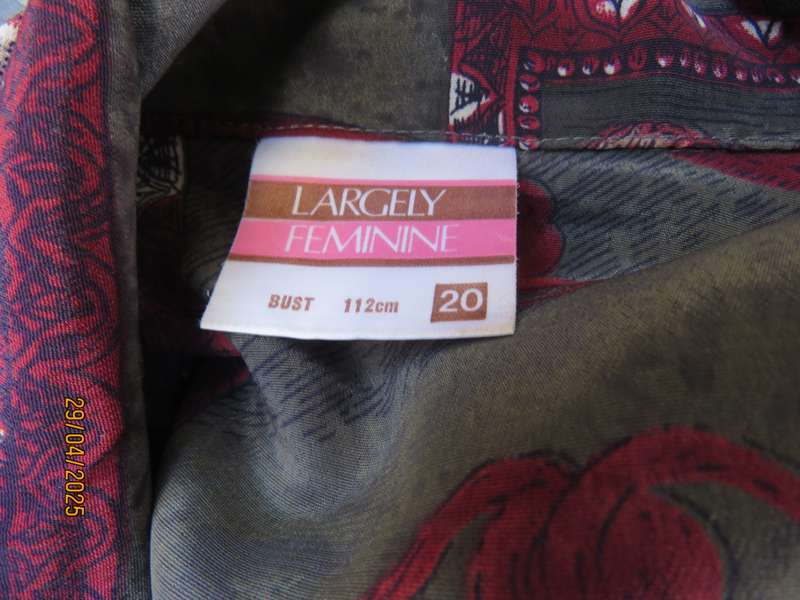 LARGELY
FEMININE
BUST 112cm 20
29/04/2025